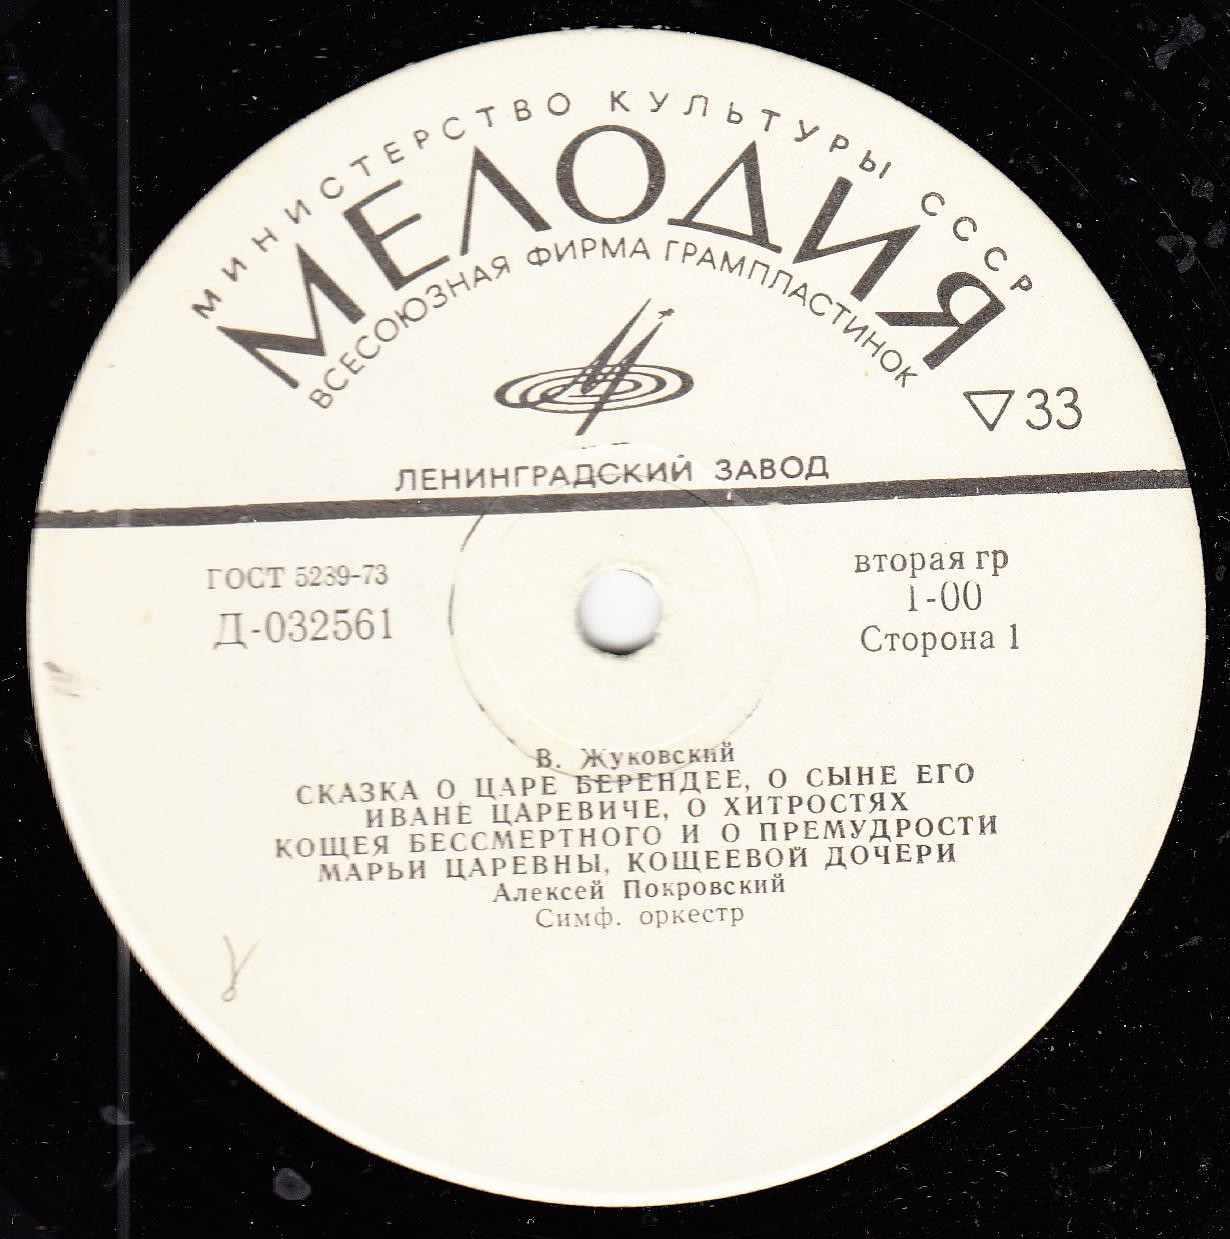 МИНИСТЕРСТВО КУЛЬТУРЫ СССР
МЕЛОДИЯ
ВСЕСОЮЗНАЯ ФИРМА ГРАМПЛАСТИНОК
33
ЛЕНИНГРАДСКИЙ ЗАВОД
ГОСТ 5289-73
Д-032561
вторая гр
1-00
Сторона 1
В. Жуковский
СКАЗКА О ЦАРЕ БЕРЕНДЕЕ, О СЫНЕ ЕГО
ИВАНЕ ЦАРЕВИЧЕ, О ХИТРОСТЯХ
КОЩЕЯ БЕССМЕРТНОГО И О ПРЕМУДРОСТИ
МАРЬИ ЦАРЕВНЫ, КОЩЕЕВОЙ ДОЧЕРИ
Алексей Покровский
Симф. оркестр